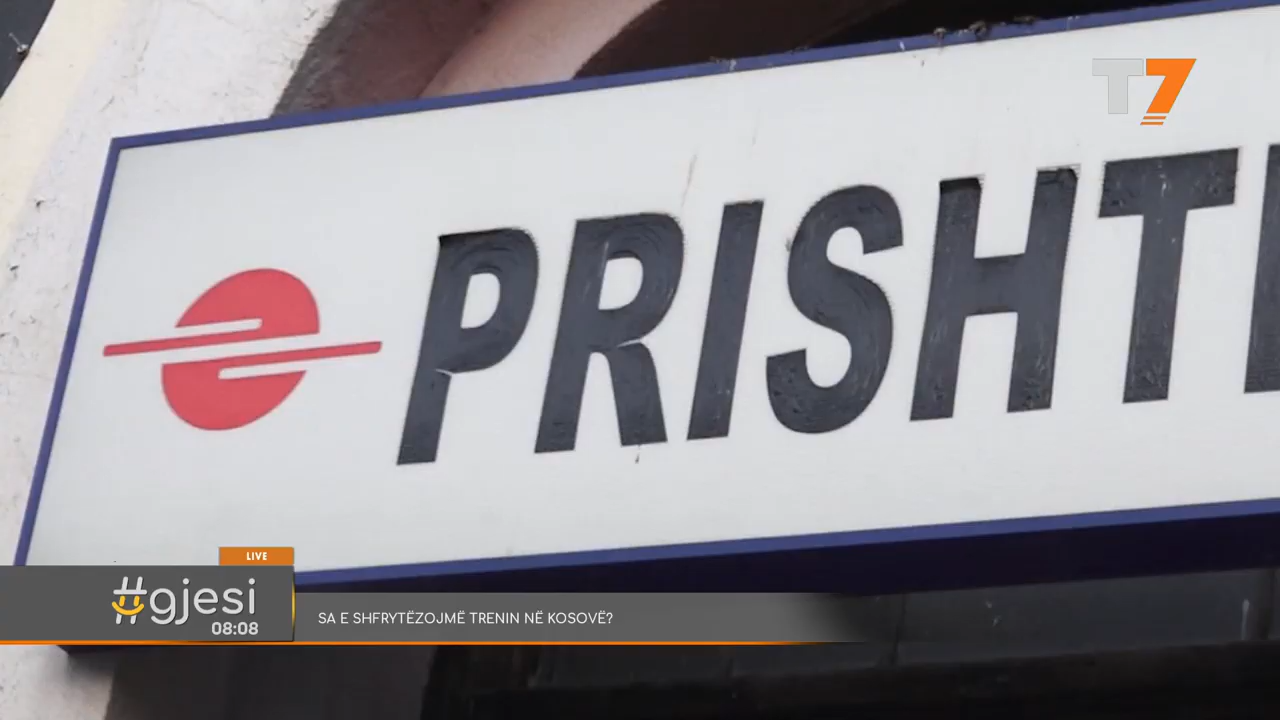 T7
PRISHT
LIVE
#gjesi
08:08
SA E SHFRYTËZOJMË TRENIN NË KOSOVË?